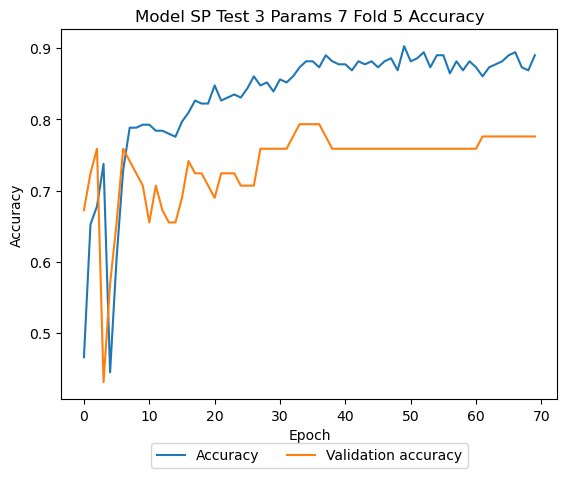 Model SP Test 3 Params 7 Fold 5 Accuracy
0.9
0.8
0.7
0.6
0.5
Accuracy
0 10 20 30 40 50 60 70
Epoch
Accuracy Validation accuracy